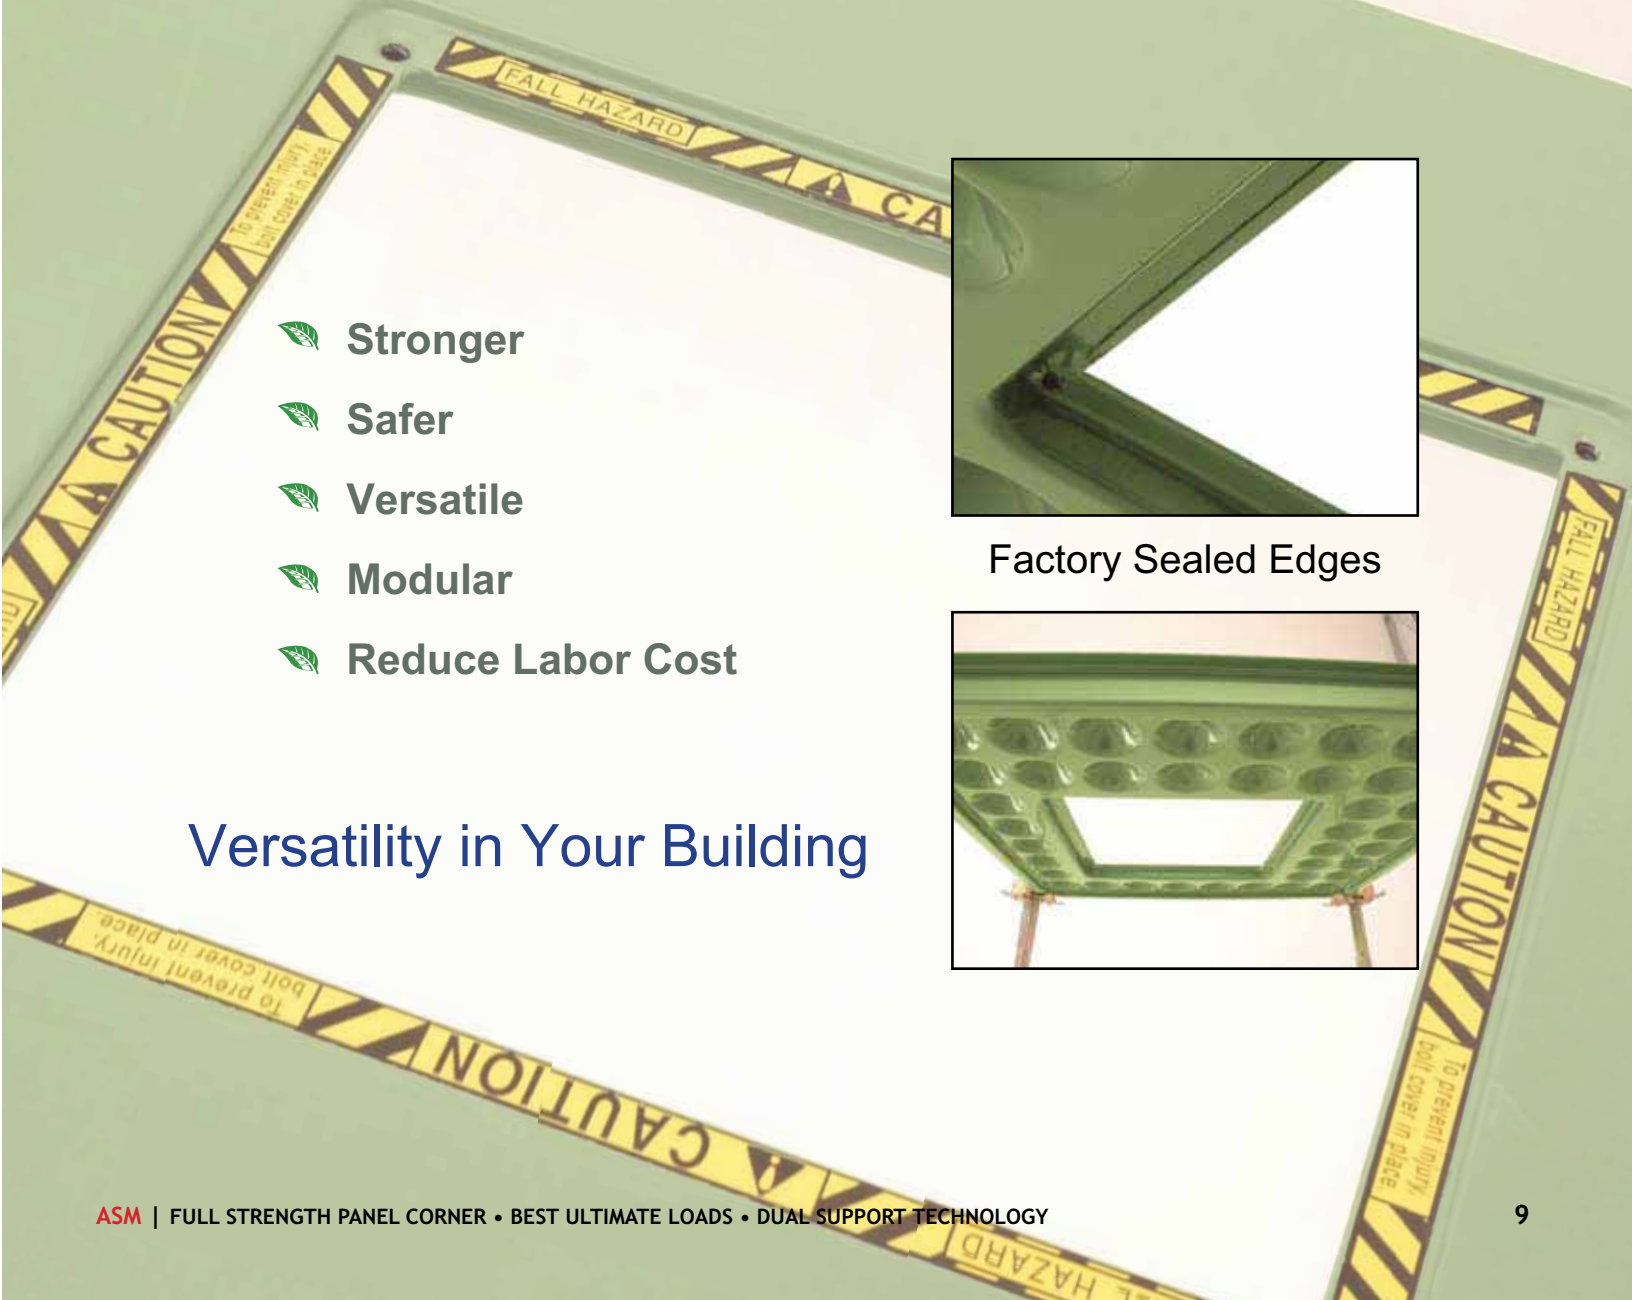 FALL HAZARD
CA
To prevent injury,
bolt cover in place.
CAUTION
Stronger
Safer
Versatile
Modular
Reduce Labor Cost
Factory Sealed Edges
FALL HAZARD
CAUTION
To prevent injury,
bolt cover in place.
Versatility in Your Building
To prevent injury,
bolt cover in place.
CAUTION
HAZARD
ASM | FULL STRENGTH PANEL CORNER • BEST ULTIMATE LOADS • DUAL SUPPORT TECHNOLOGY
9